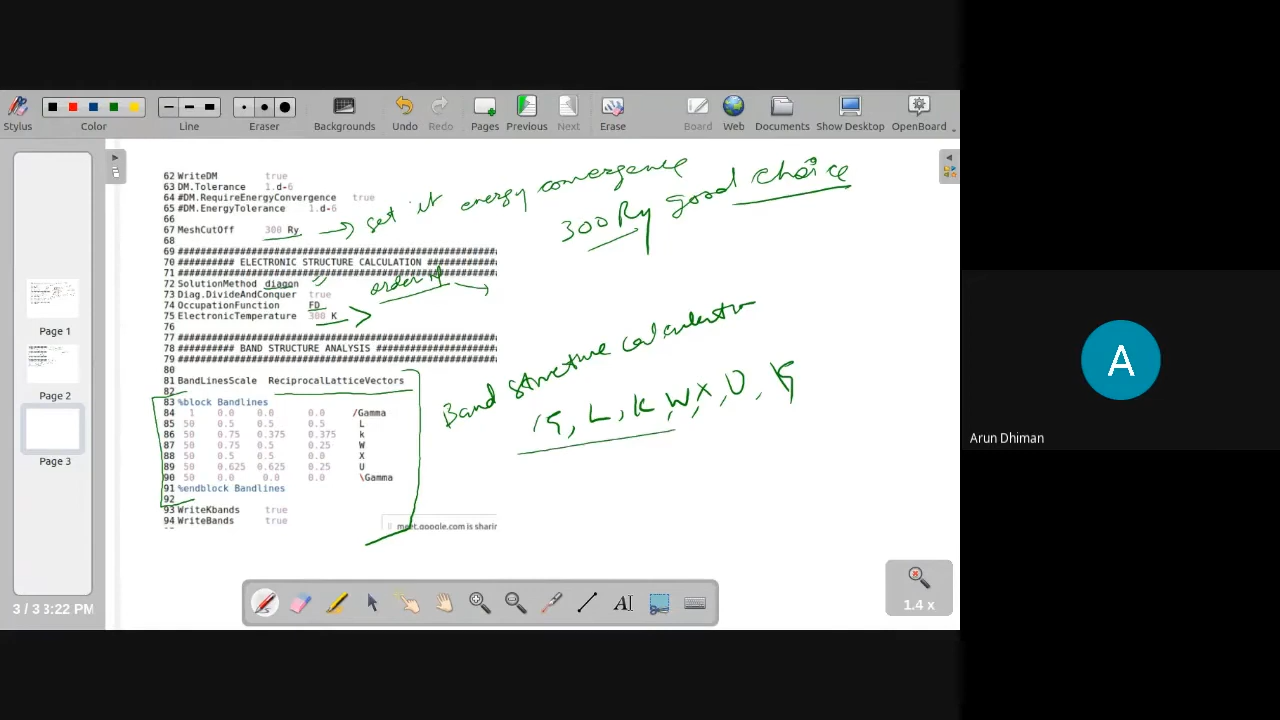 Stylus Color Line Eraser Backgrounds Undo Redo Pages Previous Next Erase Board Web Documents Show Desktop OpenBoard
62 WriteDM true
63 DM.Tolerance 1.d-6
64 #DM.RequireEnergyConvergence true
65 #DM.EnergyTolerance 1.d-6
66
67 MeshCutOff 300 Ry
set it energy convergence
300 Ry good choice
68
69 ##################################################
70 ########## ELECTRONIC STRUCTURE CALCULATION ############
71 ##################################################
72 SolutionMethod diagon
73 Diag.DivideAndConquer true
74 OccupationFunction FD
75 ElectronicTemperature 300 K
order of
76
77 ##################################################
78 ########## BAND STRUCTURE ANALYSIS ##################
79 ##################################################
80
81 BandLinesScale ReciprocalLatticeVectors
82
83 %block Bandlines
84 1 0.0 0.0 0.0 /Gamma
85 50 0.5 0.5 0.5 L
86 50 0.75 0.375 0.375 k
87 50 0.75 0.5 0.25 W
88 50 0.5 0.5 0.0 X
89 50 0.625 0.625 0.25 U
90 50 0.0 0.0 0.0 \Gamma
91 %endblock Bandlines
92
93 WriteKbands true
94 WriteBands true
Band structure calculation
L, K, W, X, U,
meet.google.com is sharin
Page 1
Page 2
Page 3
3 / 3 3:22 PM
1.4 x
A
Arun Dhiman